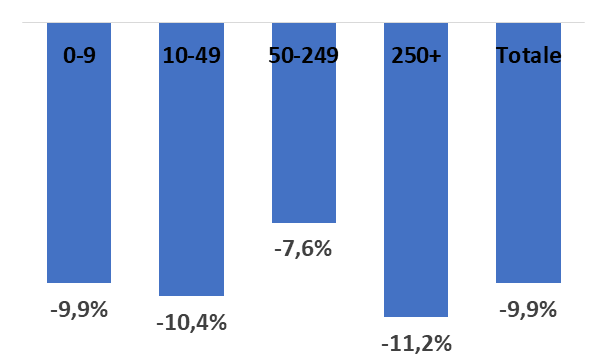 0-9 10-49 50-249 250+ Totale
-7,6%
-9,9% -10,4% -11,2% -9,9%